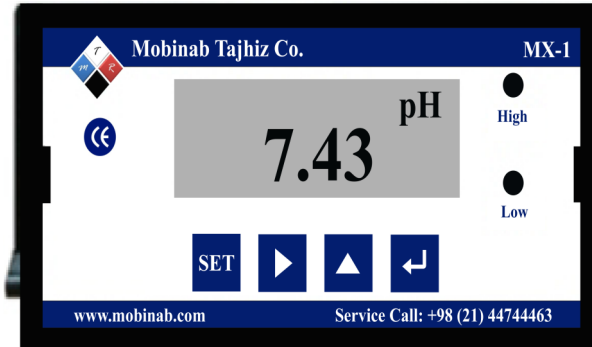 Mobinab Tajhiz Co.
MX-1
T
M R
CE
pH
7.43
High
Low
SET
www.mobinab.com
Service Call: +98 (21) 44744463